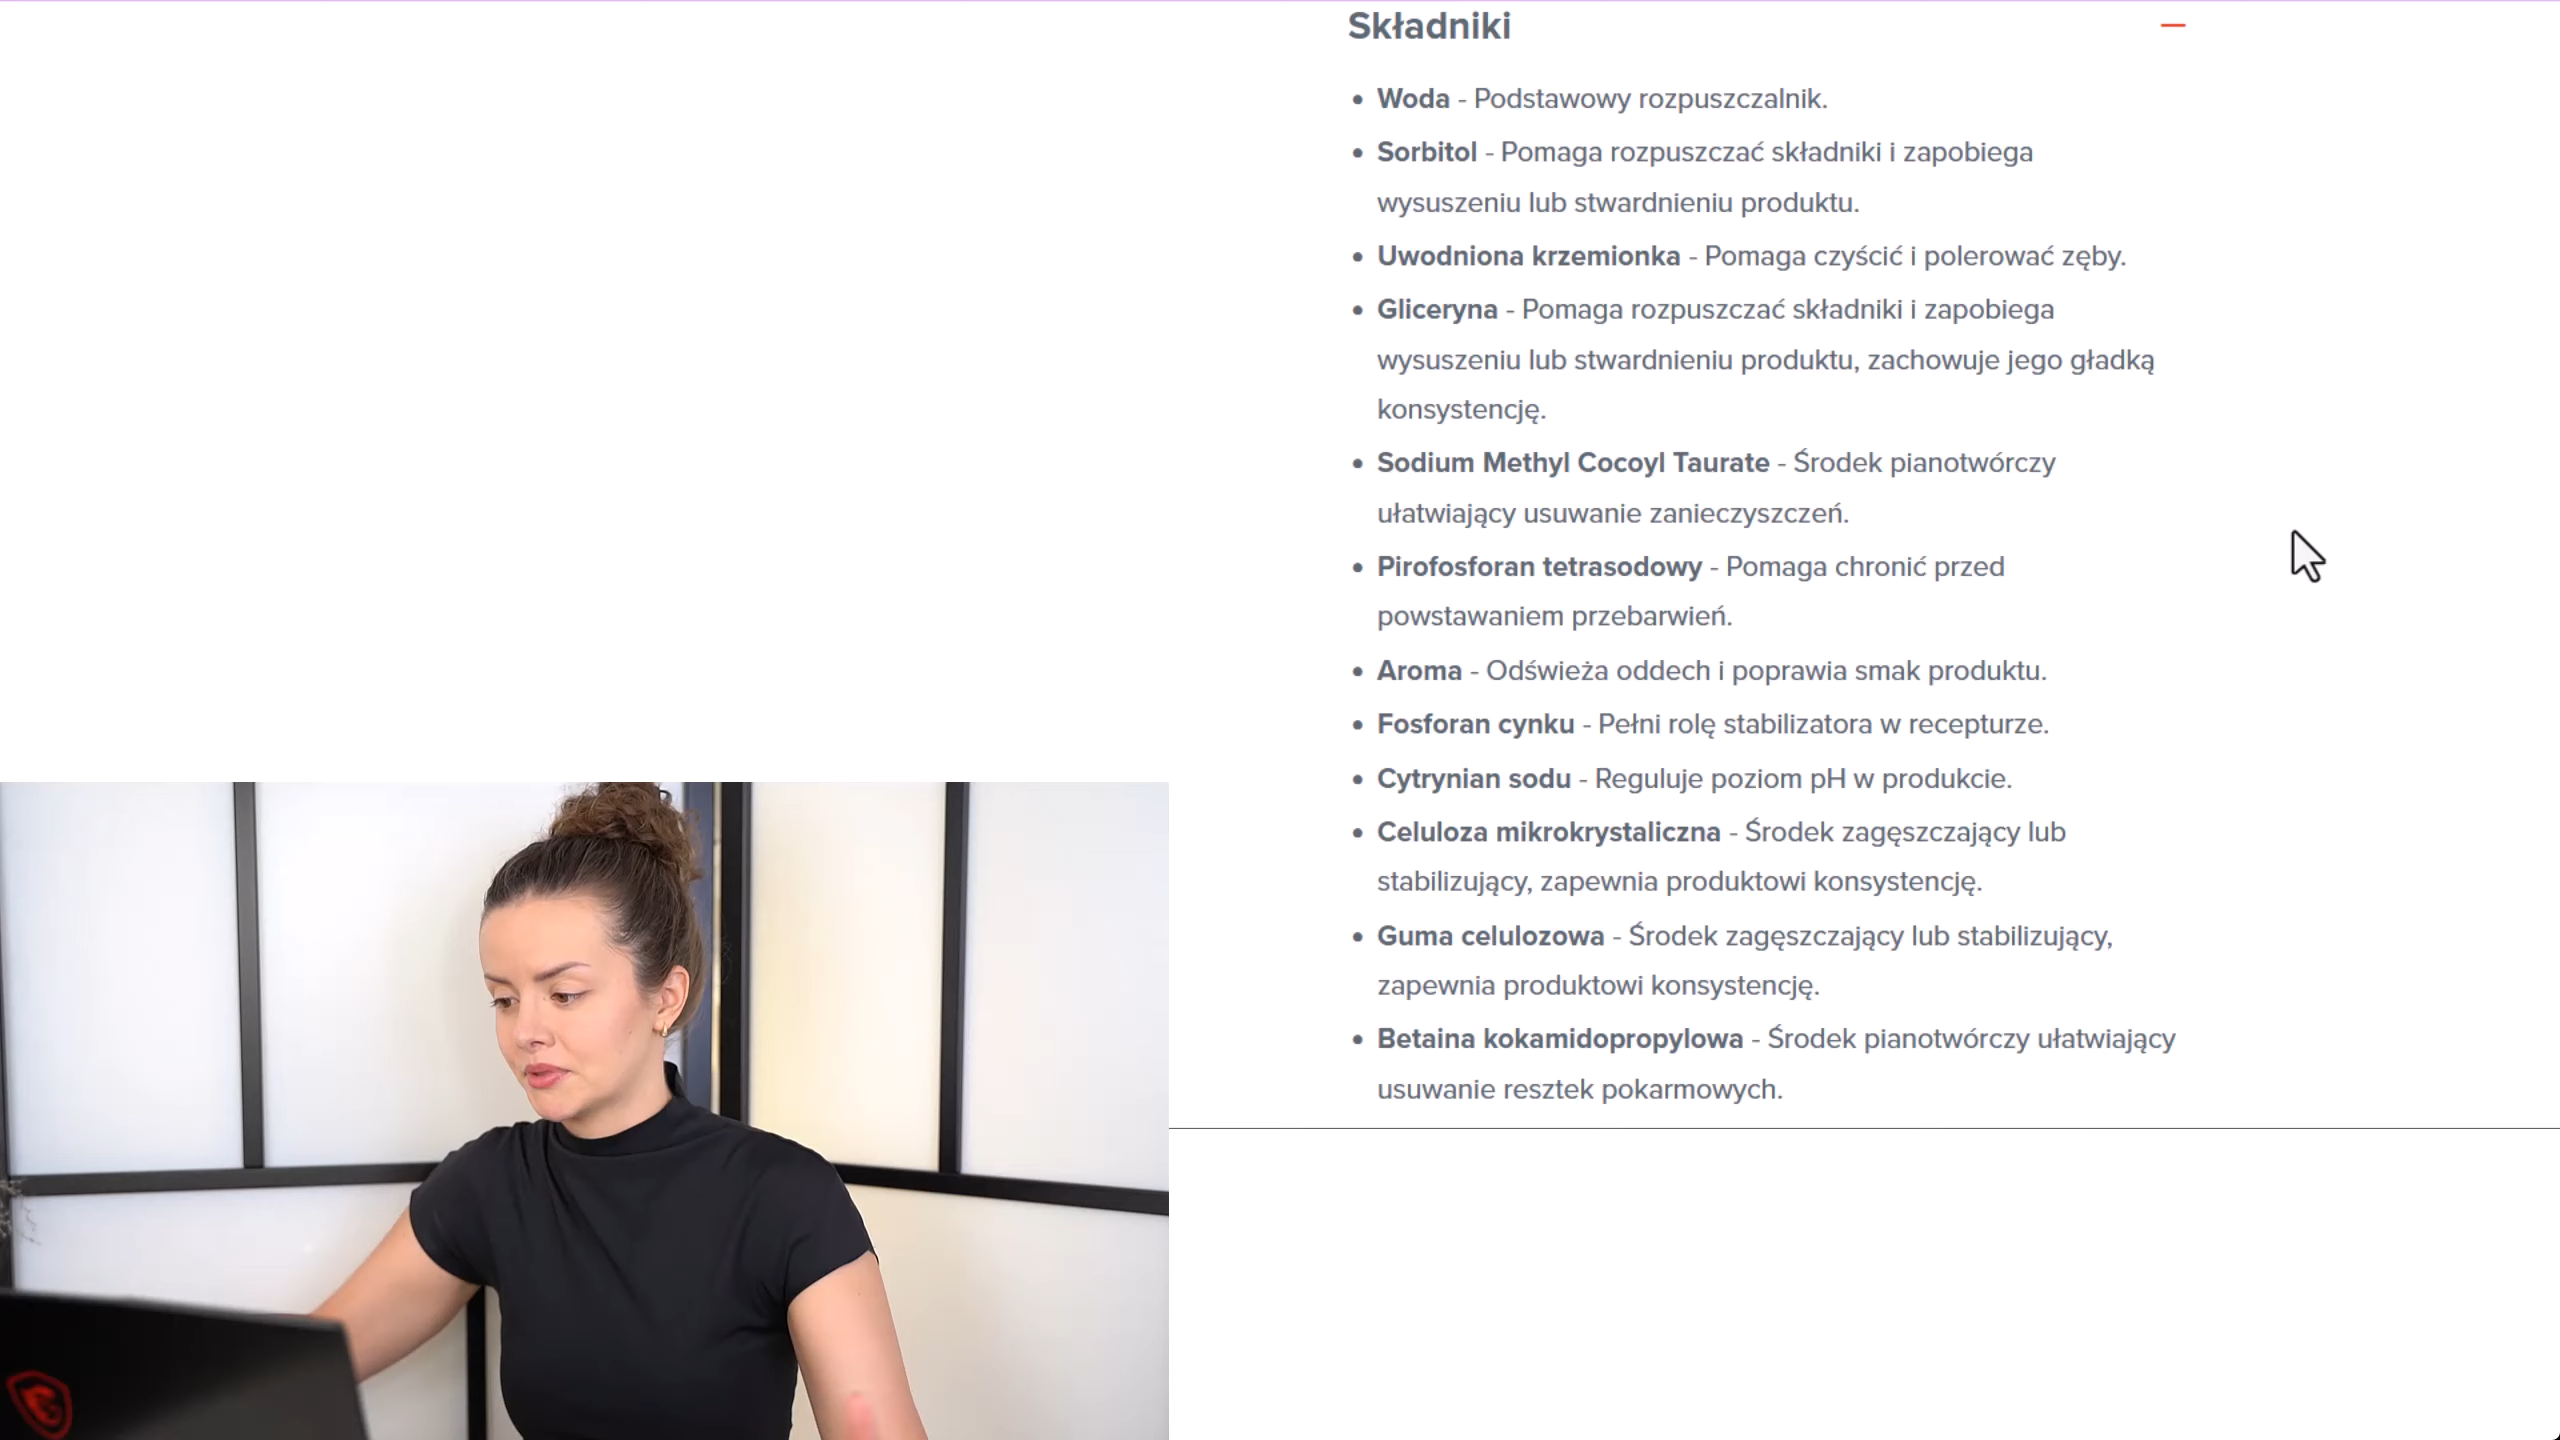 Składniki
Woda - Podstawowy rozpuszczalnik.
Sorbitol - Pomaga rozpuszczać składniki i zapobiega
wysuszeniu lub stwardnieniu produktu.
Uwodniona krzemionka - Pomaga czyścić i polerować zęby.
Gliceryna - Pomaga rozpuszczać składniki i zapobiega
wysuszeniu lub stwardnieniu produktu, zachowuje jego gładką
konsystencję.
Sodium Methyl Cocoyl Taurate - Środek pianotwórczy
ułatwiający usuwanie zanieczyszczeń.
Pirofosforan tetrasodowy - Pomaga chronić przed
powstawaniem przebarwień.
Aroma - Odświeża oddech i poprawia smak produktu.
Fosforan cynku - Pełni rolę stabilizatora w recepturze.
Cytrynian sodu - Reguluje poziom pH w produkcie.
Celuloza mikrokrystaliczna - Środek zagęszczający lub
stabilizujący, zapewnia produktowi konsystencję.
Guma celulozowa - Środek zagęszczający lub stabilizujący,
zapewnia produktowi konsystencję.
Betaina kokamidopropylowa - Środek pianotwórczy ułatwiający
usuwanie resztek pokarmowych.